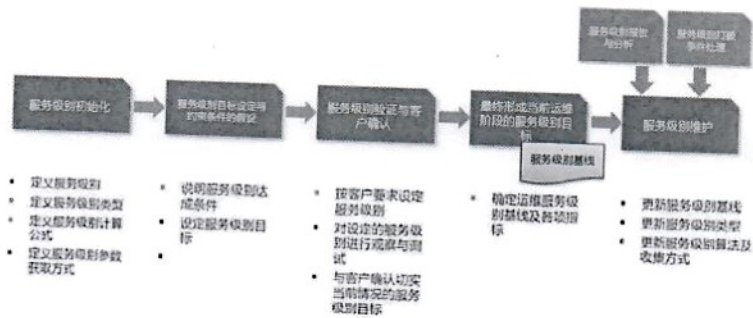 服务级别
与分析
服务级别打破
事件处理
服务级别初始化
服务级别目标设定与
约束条件的假设
服务级别验证与客
户确认
最终形成当前运维
阶段的服务级别目
标
服务级别基线
服务级别维护
• 定义服务级别
• 定义服务级别类型
• 定义服务级别计算
公式
• 定义服务级别参数
获取方式
• 说明服务级别达
成条件
• 设定服务级别目
标
•
• 按客户要求设定
服务级别
• 对设定的服务级
别进行观察与测
试
• 与客户确认切实
当前情况的服务
级别目标
• 确定运维服务级
别基线及各项指
标
• 更新服务级别基线
• 更新服务级别类型
• 更新服务级别算法及
收集方式